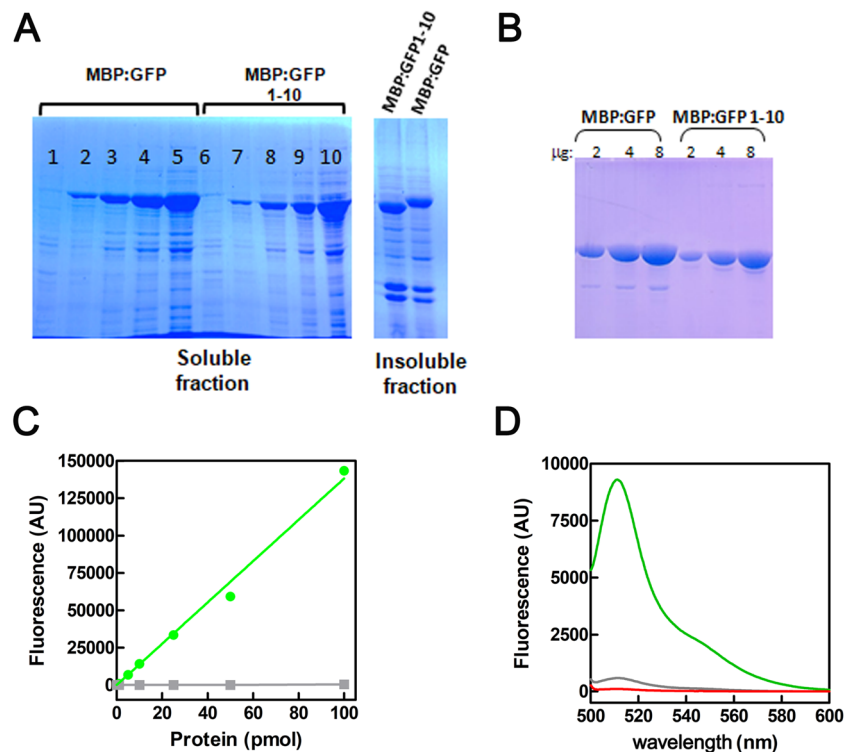 A
MBP:GFP
MBP:GFP
1-10
1 2 3 4 5 6 7 8 9 10
Soluble
fraction
MBP:GFP1-10
MBP:GFP
Insoluble
fraction
B
MBP:GFP MBP:GFP 1-10
µg: 2 4 8 2 4 8
C
Fluorescence (AU)
150000
125000
100000
75000
50000
25000
0
0 20 40 60 80 100
Protein (pmol)
D
Fluorescence (AU)
10000
7500
5000
2500
0
500 520 540 560 580 600
wavelength (nm)